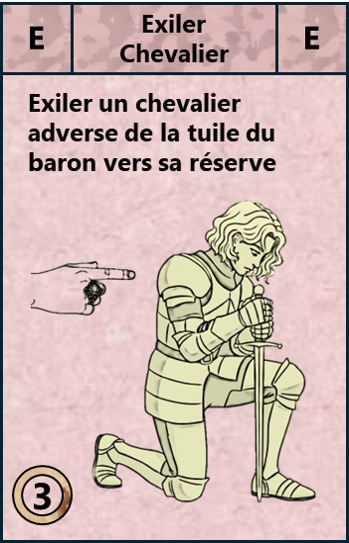 E
Exiler
Chevalier
E
Exiler un chevalier
adverse de la tuile du
baron vers sa réserve
3